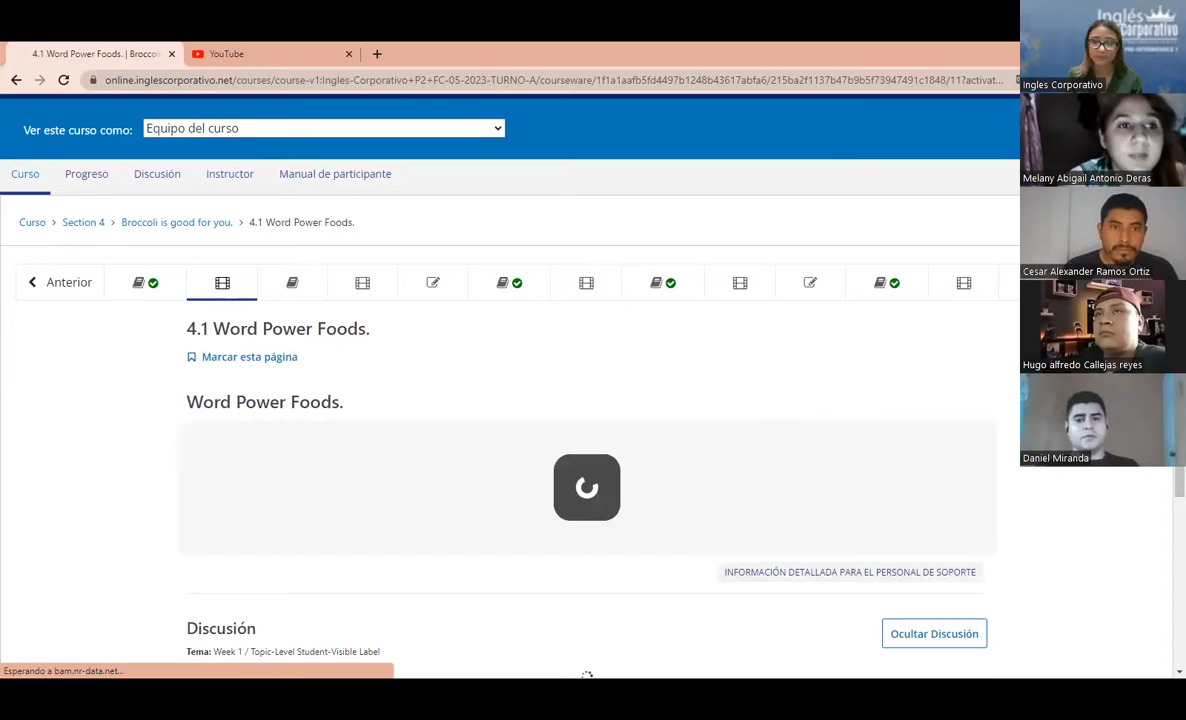 4.1 Word Power Foods. | Broccoli
YouTube
online.inglescorporativo.net/courses/course-v1:Ingles-Corporativo+P2+FC-05-2023-TURNO-A/courseware/1f1a1aafb5fd4497b1248b43617abfa6/215ba2f1137b47b9b5f73947491c1848/11?activat...
Ver este curso como:
Equipo del curso
Curso
Progreso
Discusión
Instructor
Manual de participante
Curso > Section 4 > Broccoli is good for you. > 4.1 Word Power Foods.
Anterior
4.1 Word Power Foods.
Marcar esta página
Word Power Foods.
INFORMACIÓN DETALLADA PARA EL PERSONAL DE SOPORTE
Discusión
Ocultar Discusión
Tema: Week 1 / Topic-Level Student-Visible Label
Esperando a bam.nr-data.net...
Inglés
Corporativo
Ingles Corporativo
Melany Abigail Antonio Deras
Cesar Alexander Ramos Ortiz
Hugo alfredo Callejas reyes
Daniel Miranda